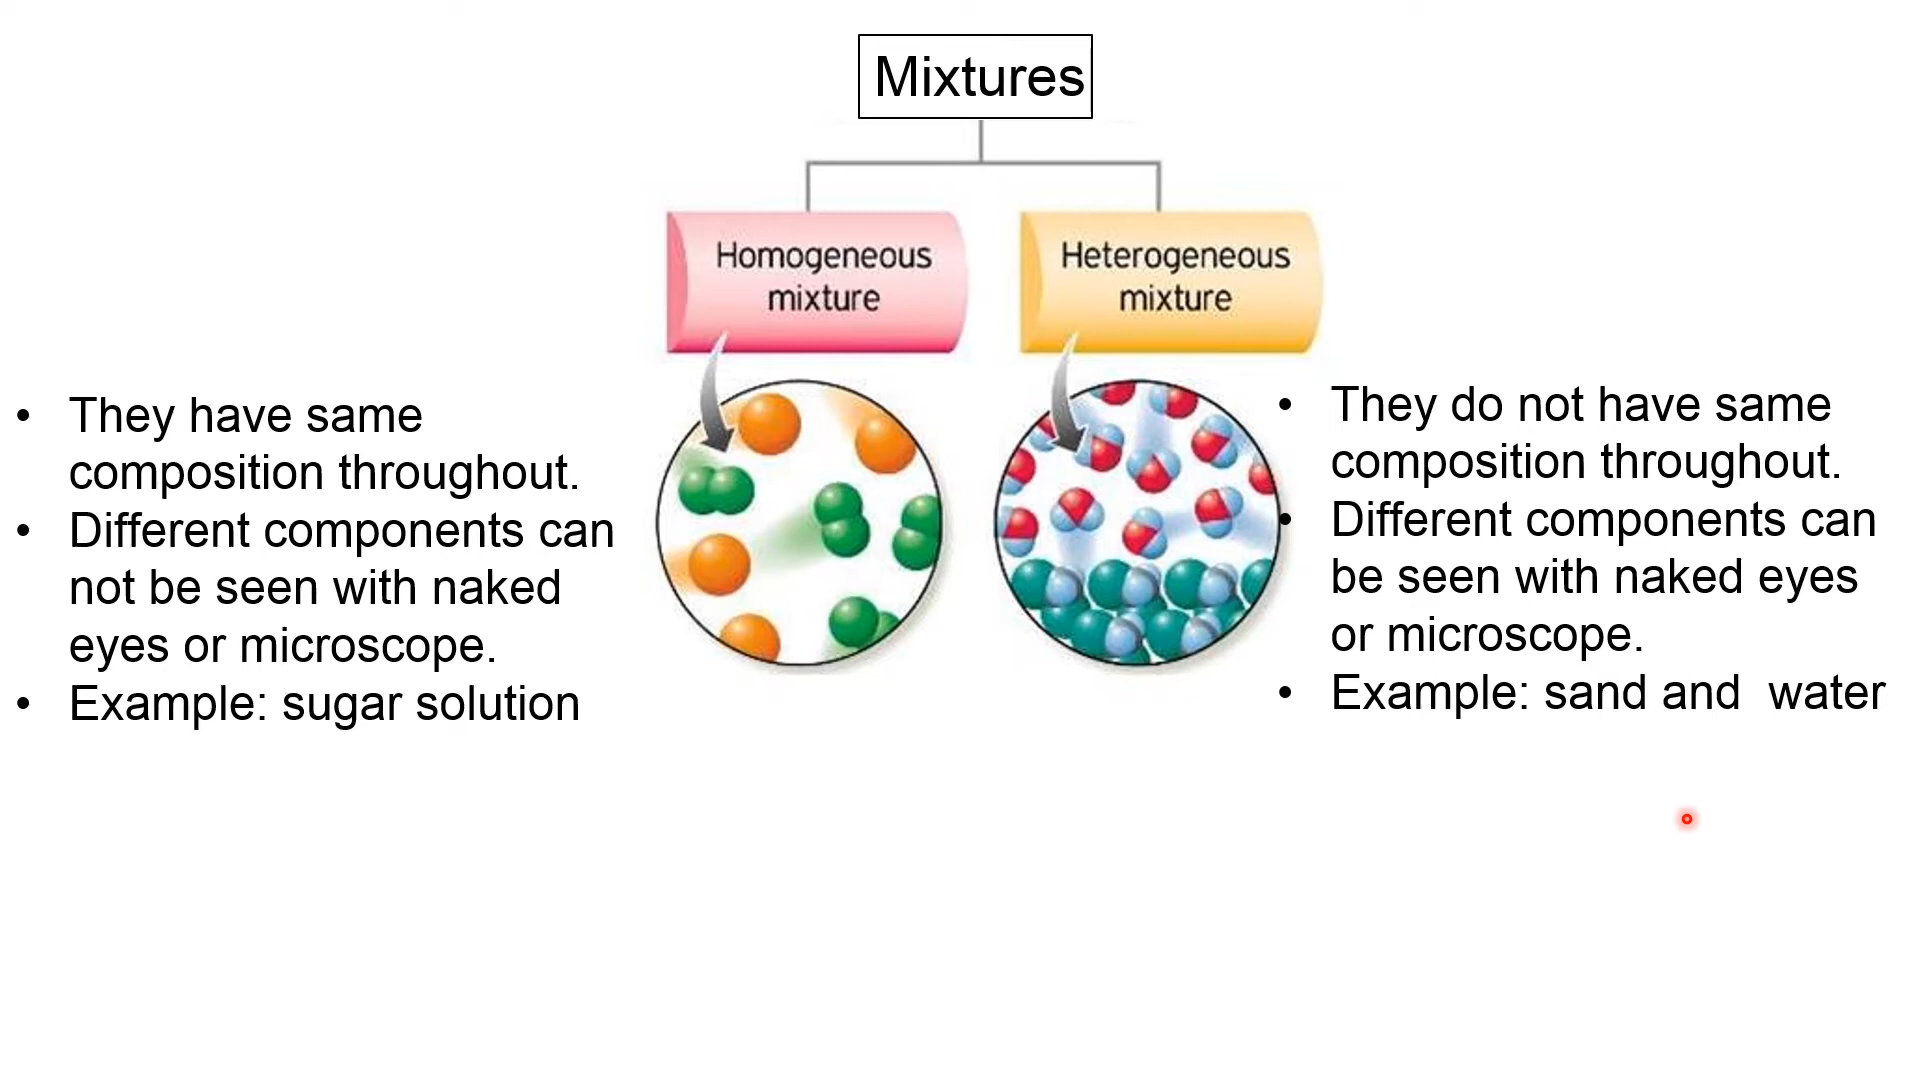 Mixtures
Homogeneous
mixture
Heterogeneous
mixture
• They have same
composition throughout.
• Different components can
not be seen with naked
eyes or microscope.
• Example: sugar solution
• They do not have same
composition throughout.
• Different components can
be seen with naked eyes
or microscope.
• Example: sand and  water